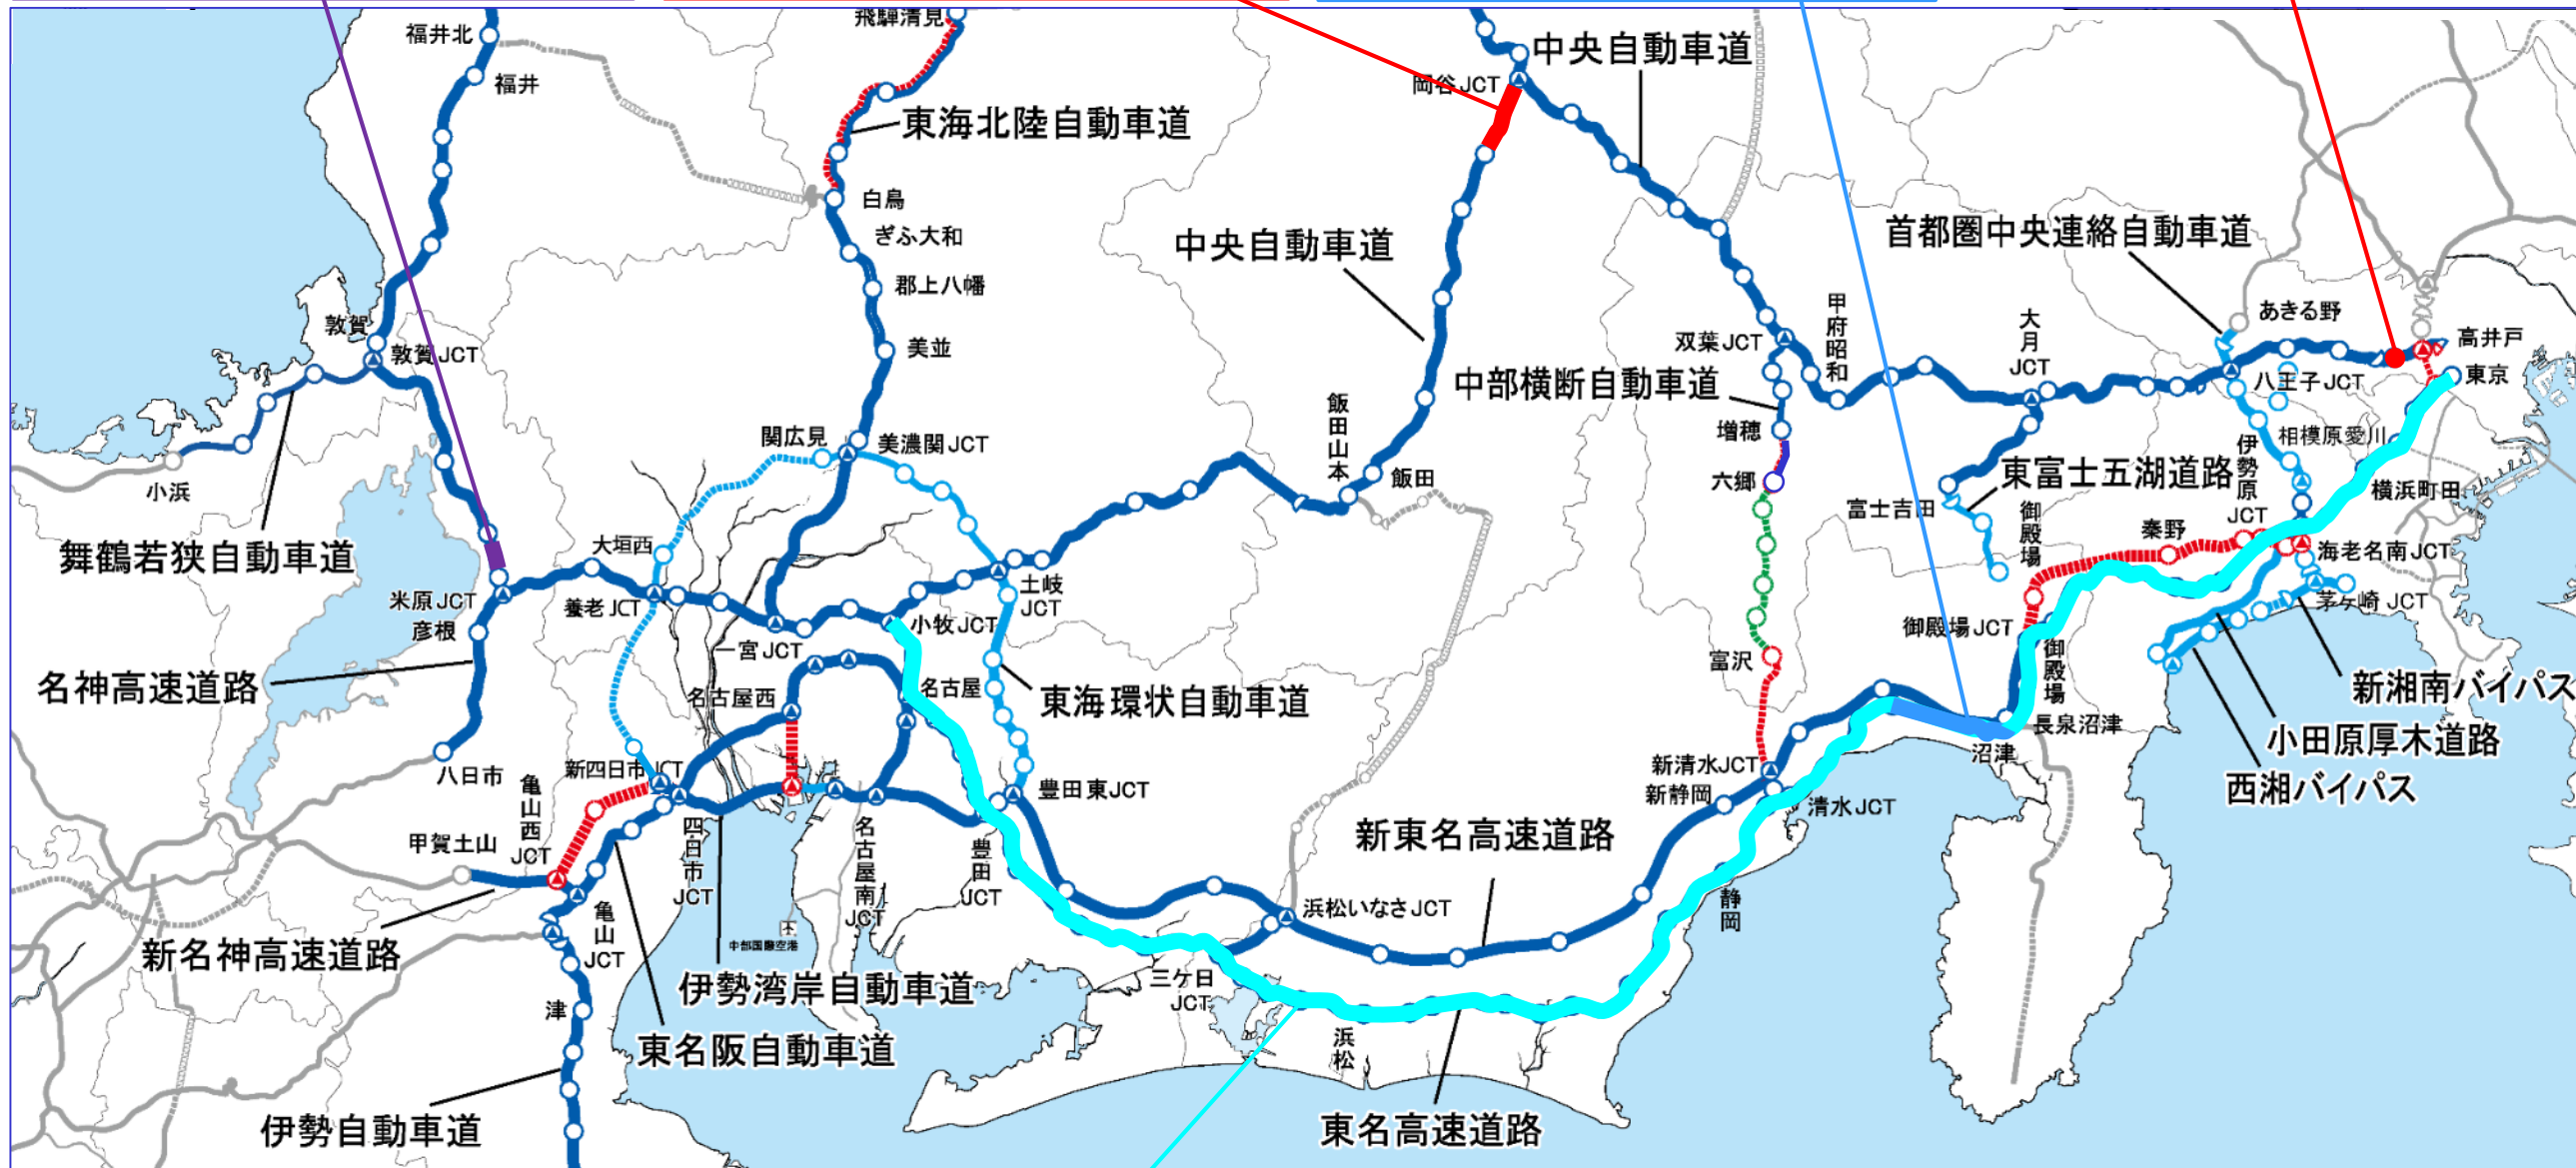 飛騨清見
福井北
福井
中央自動車道
岡谷JCT
東海北陸自動車道
白鳥
ぎふ大和
郡上八幡
美並
中央自動車道
首都圏中央連絡自動車道
敦賀
敦賀JCT
甲府昭和
大月JCT
双葉JCT
あきる野
高井戸
東京
八王子JCT
中部横断自動車道
飯田山本
飯田
増穂
六郷
関広見
美濃関JCT
相模原愛川
伊勢原JCT
東富士五湖道路
富士吉田
横浜町田
小浜
舞鶴若狭自動車道
大垣西
御殿場
秦野
海老名南JCT
米原JCT
彦根
養老JCT
土岐JCT
小牧JCT
一宮JCT
茅ヶ崎JCT
御殿場JCT
御殿場
富沢
名神高速道路
名古屋西
名古屋
東海環状自動車道
新湘南バイパス
長泉沼津
沼津
小田原厚木道路
西湘バイパス
八日市
新四日市JCT
豊田東JCT
新清水JCT
新静岡
清水JCT
亀山西JCT
甲賀土山
四日市JCT
名古屋南JCT
豊田JCT
新東名高速道路
浜松いなさJCT
静岡
亀山JCT
中部国際空港
新名神高速道路
伊勢湾岸自動車道
三ケ日JCT
津
東名阪自動車道
浜松
伊勢自動車道
東名高速道路